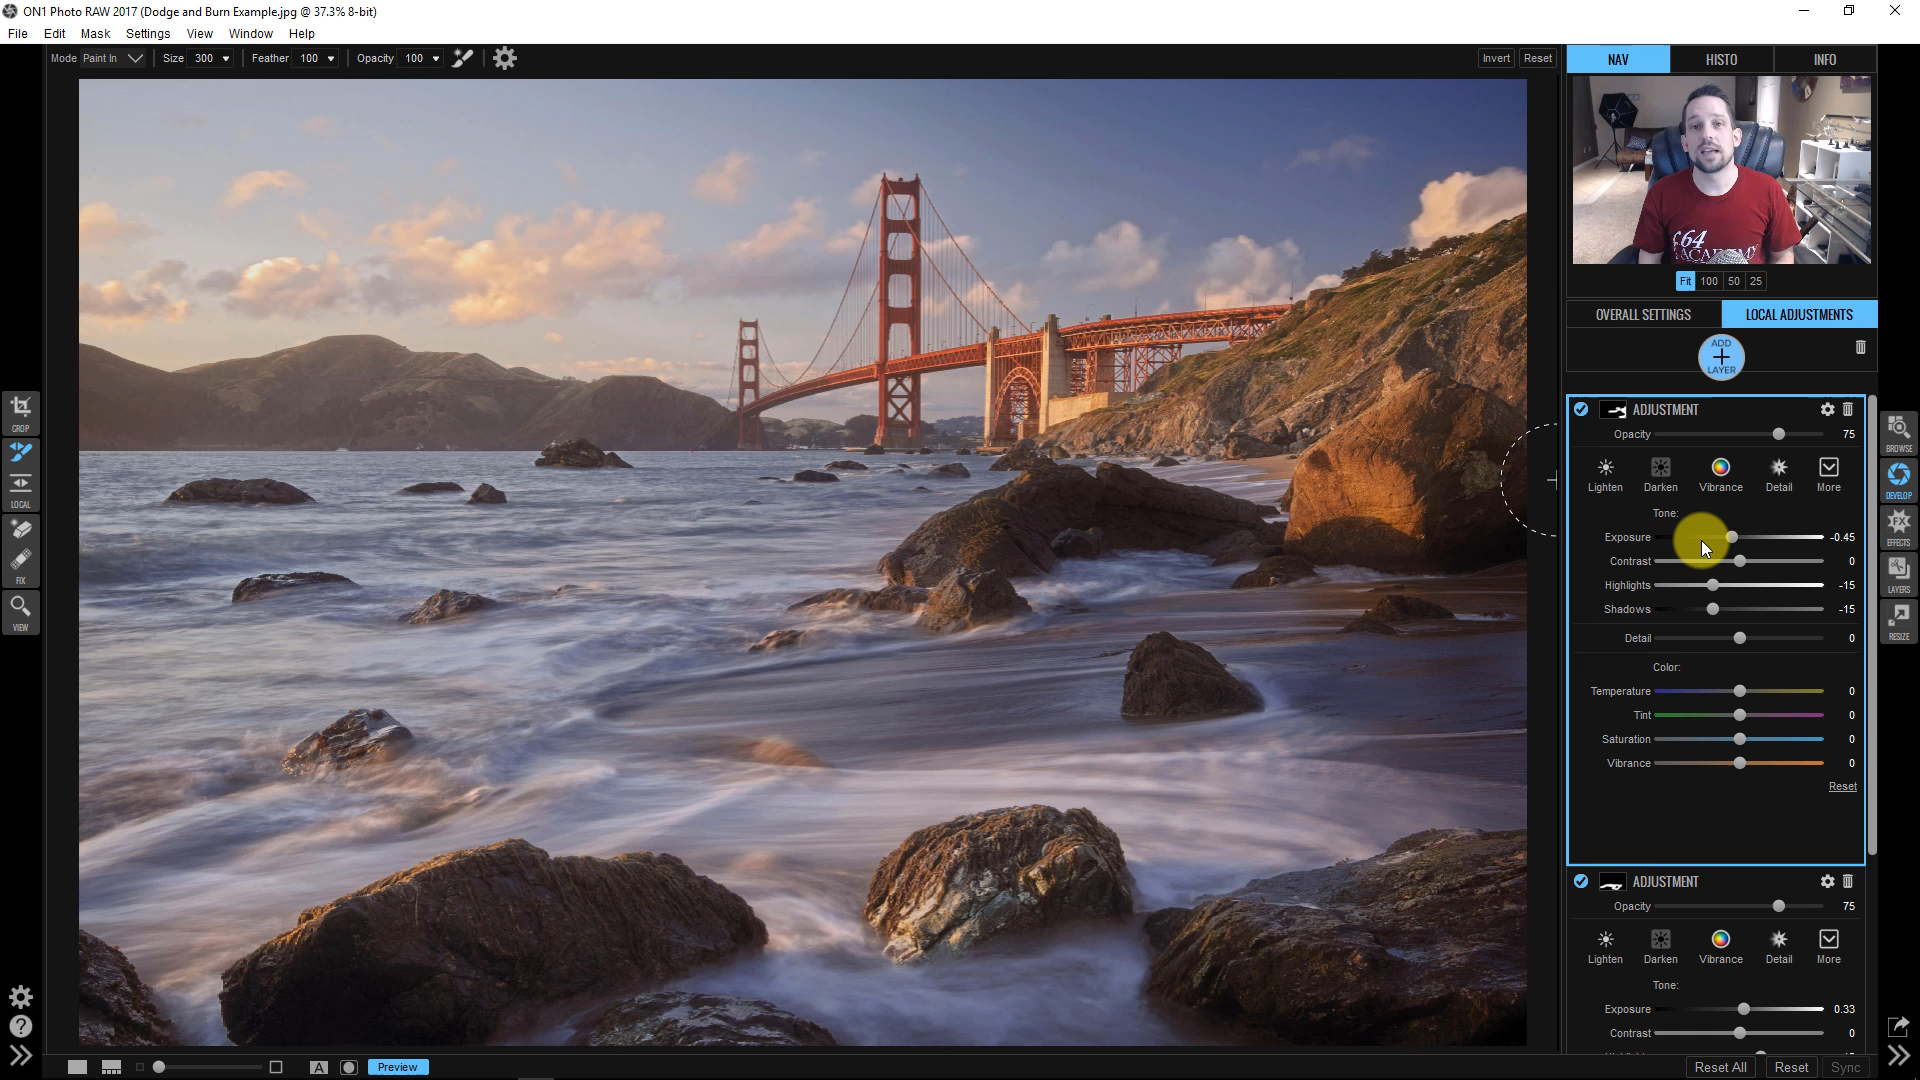 ON1 Photo RAW 2017 (Dodge and Burn Example.jpg @ 37.3% 8-bit)
File Edit Mask Settings View Window Help
Mode Paint In Size 300 Feather 100 Opacity 100 Invert Reset
NAV HISTO INFO
f.64
ACADEMY
Fit 100 50 25
OVERALL SETTINGS LOCAL ADJUSTMENTS
ADD
LAYER
ADJUSTMENT
Opacity 75
Lighten Darken Vibrance Detail More
Tone:
Exposure -0.45
Contrast 0
Highlights -15
Shadows -15
Detail 0
Color:
Temperature 0
Tint 0
Saturation 0
Vibrance 0
Reset
ADJUSTMENT
Opacity 75
Lighten Darken Vibrance Detail More
Tone:
Exposure 0.33
Contrast 0
CROP
LOCAL
FIX
VIEW
BROWSE
DEVELOP
FX
EFFECTS
LAYERS
RESIZE
A Preview Reset All Reset Sync